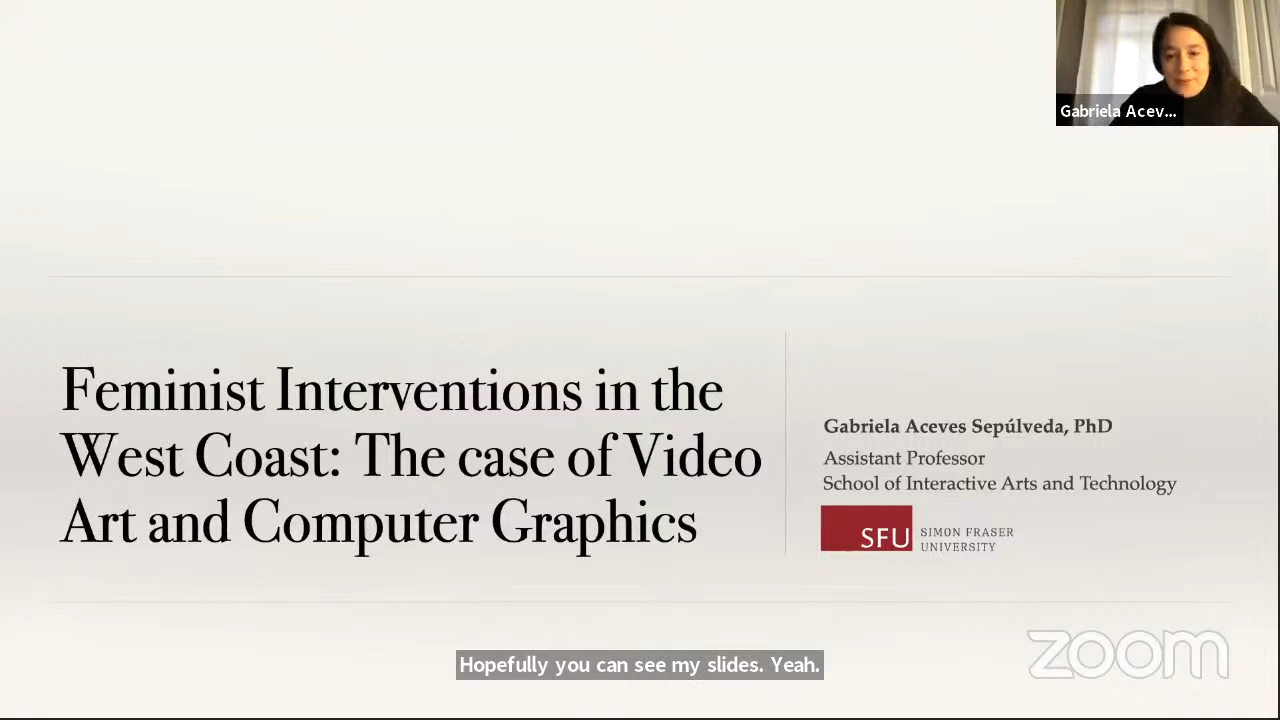 Gabriela Acev...
Feminist Interventions in the
West Coast: The case of Video
Art and Computer Graphics
Gabriela Aceves Sepúlveda, PhD
Assistant Professor
School of Interactive Arts and Technology
SFU
SIMON FRASER
UNIVERSITY
Hopefully you can see my slides. Yeah.
zoom